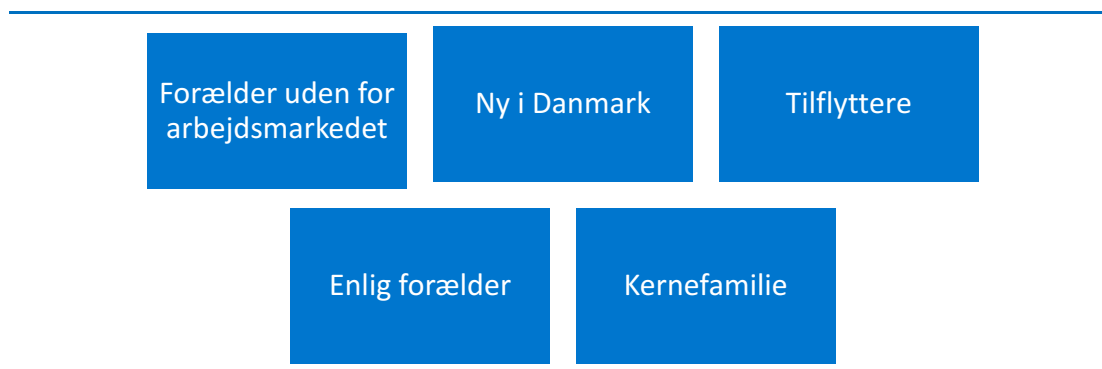 Forælder uden for
arbejdsmarkedet
Ny i Danmark
Tilflyttere
Enlig forælder
Kernefamilie